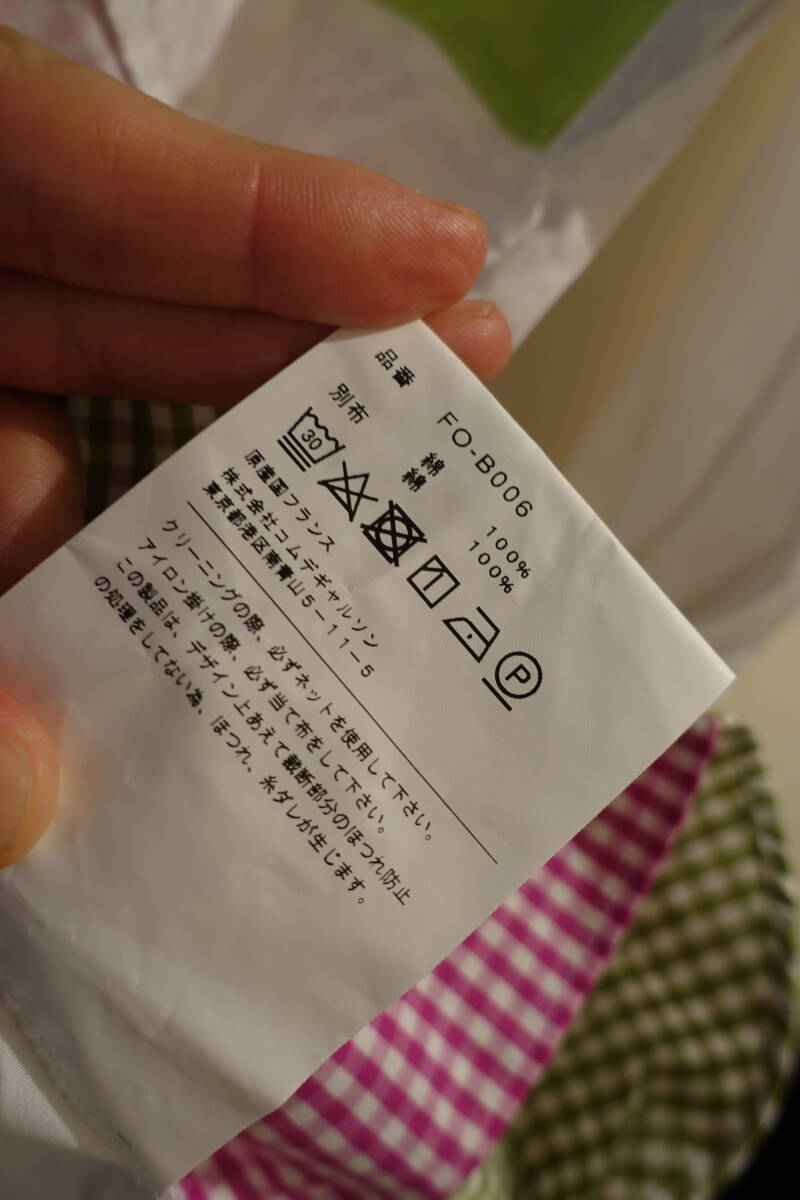 品番 FO-B006
綿 100%
別布 綿 100%
30
P
原産国フランス
株式会社コムデギャルソン
東京都港区南青山5-11-5
クリーニングの際、必ずネットを使用して下さい。
アイロン掛けの際、必ず当て布をして下さい。
この製品は、デザイン上あえて裁断部分のほつれ防止
の処理をしてない為、ほつれ、糸ダレが生じます。